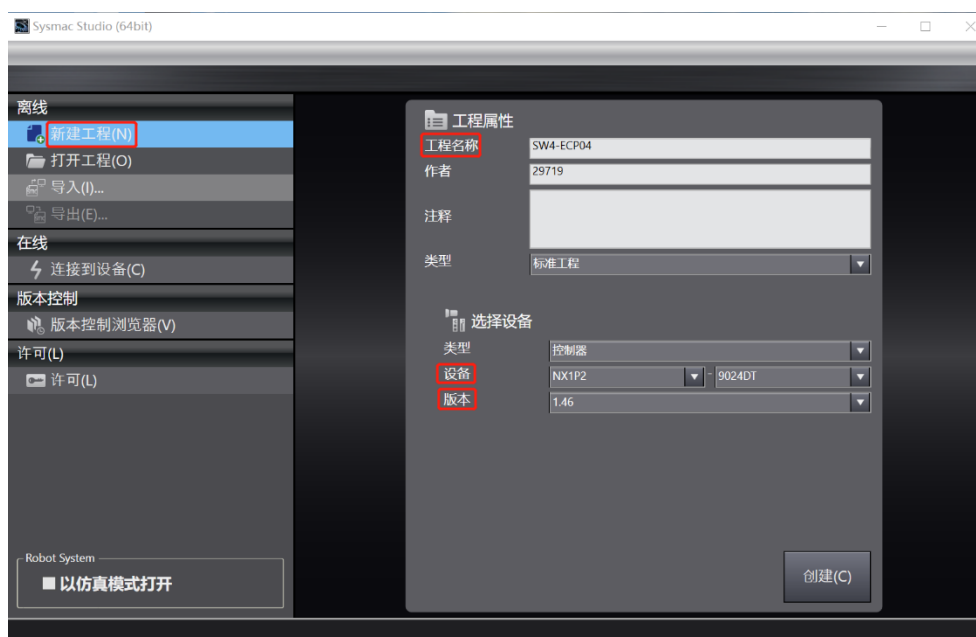 Sysmac Studio (64bit)
离线
新建工程(N)
打开工程(O)
导入(I)...
导出(E)...
在线
连接到设备(C)
版本控制
版本控制浏览器(V)
许可(L)
许可(L)
Robot System
以仿真模式打开
工程属性
工程名称 SW4-ECP04
作者 29719
注释
类型 标准工程
选择设备
类型 控制器
设备 NX1P2 - 9024DT
版本 1.46
创建(C)